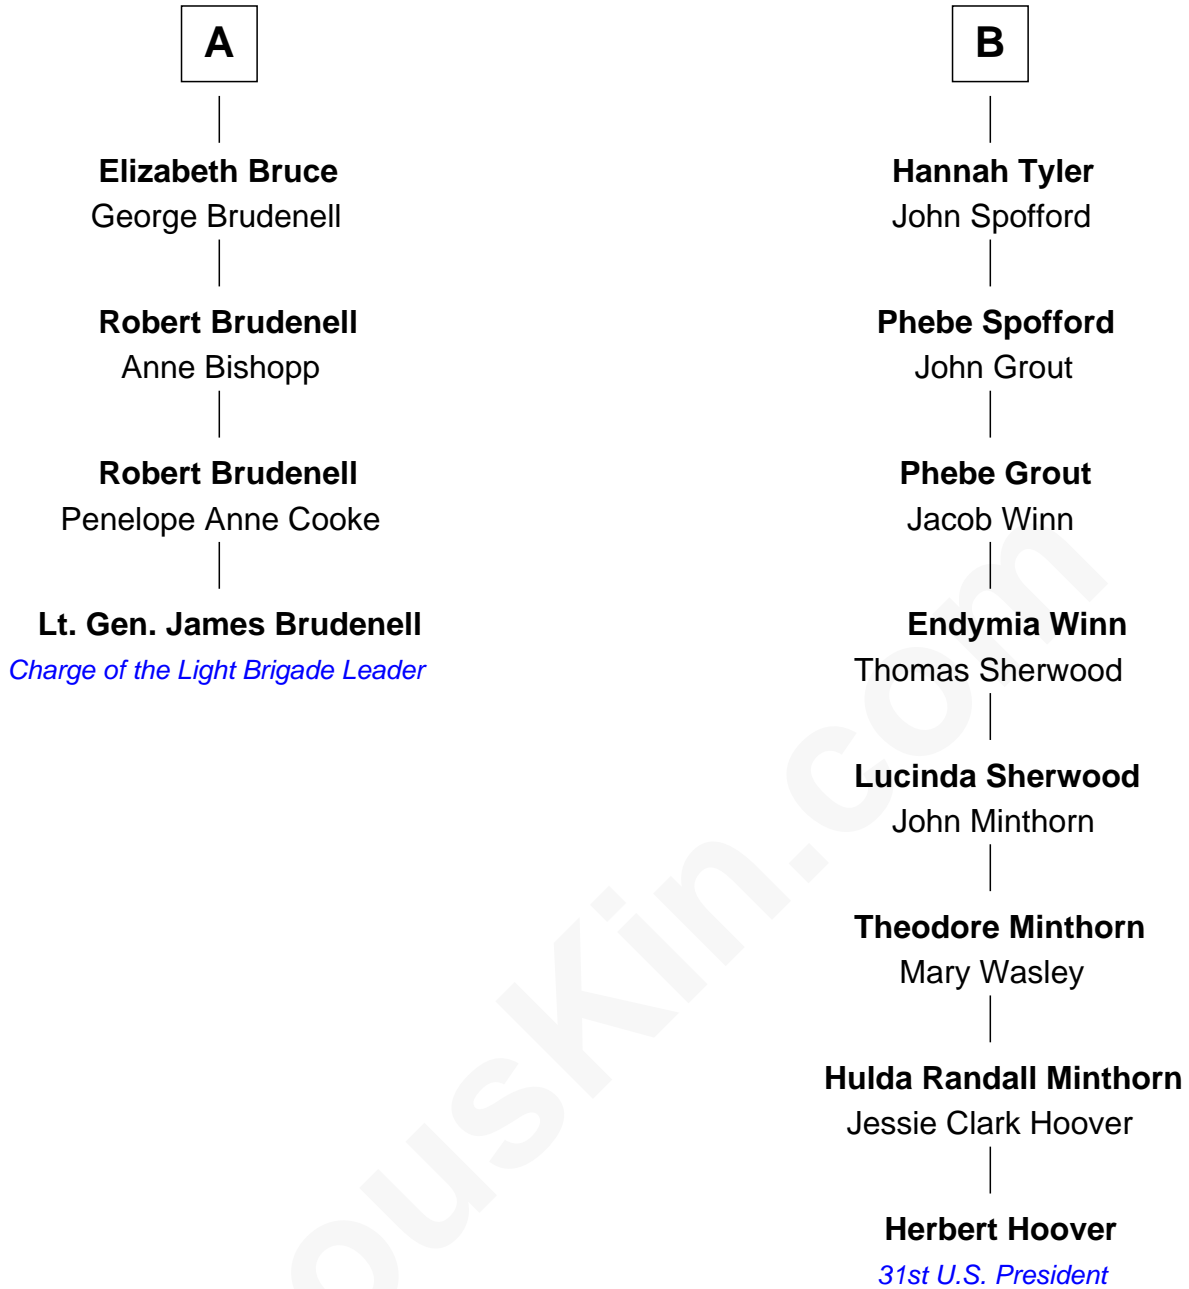 A
Elizabeth Bruce
George Brudenell
Robert Brudenell
Anne Bishopp
Robert Brudenell
Penelope Anne Cooke
Lt. Gen. James Brudenell
Charge of the Light Brigade Leader
B
Hannah Tyler
John Spofford
Phebe Spofford
John Grout
Phebe Grout
Jacob Winn
Endymia Winn
Thomas Sherwood
Lucinda Sherwood
John Minthorn
Theodore Minthorn
Mary Wasley
Hulda Randall Minthorn
Jessie Clark Hoover
Herbert Hoover
31st U.S. President
ousKin.com